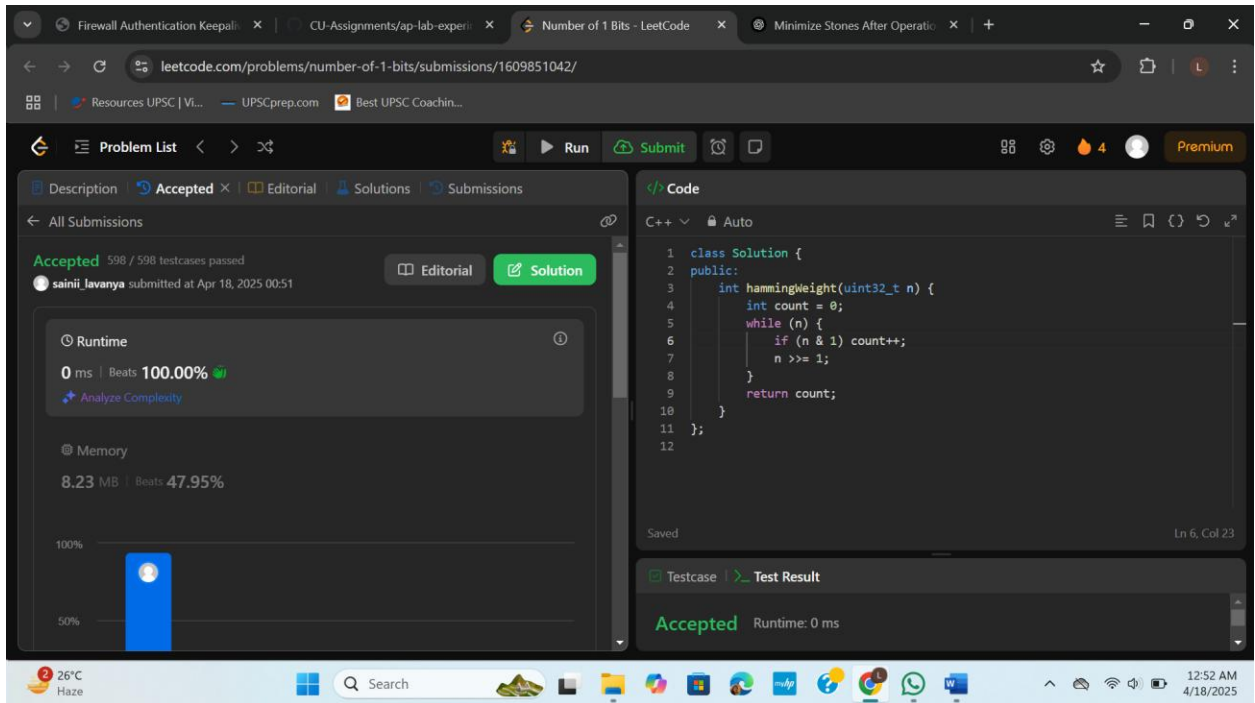 Firewall Authentication Keepaliv
CU-Assignments/ap-lab-experi
Number of 1 Bits - LeetCode
Minimize Stones After Operatio
leetcode.com/problems/number-of-1-bits/submissions/1609851042/
L
Resources UPSC | Vi...
UPSCprep.com
Best UPSC Coachin...
Problem List
Run
Submit
4
Premium
Description
Accepted
Editorial
Solutions
Submissions
All Submissions
Accepted 598 / 598 testcases passed
sainii_lavanya submitted at Apr 18, 2025 00:51
Editorial
Solution
Runtime
0 ms | Beats 100.00%
Analyze Complexity
Memory
8.23 MB | Beats 47.95%
100%
50%
</> Code
C++
Auto
1 class Solution {
2 public:
3 int hammingWeight(uint32_t n) {
4 int count = 0;
5 while (n) {
6 if (n & 1) count++;
7 n >>= 1;
8 }
9 return count;
10 }
11 };
12
Saved
Ln 6, Col 23
Testcase
Test Result
Accepted Runtime: 0 ms
2
26°C
Haze
Search
myhp
L
W
12:52 AM
4/18/2025